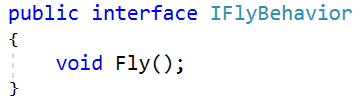 public interface IFlyBehavior
{
    void Fly();
}